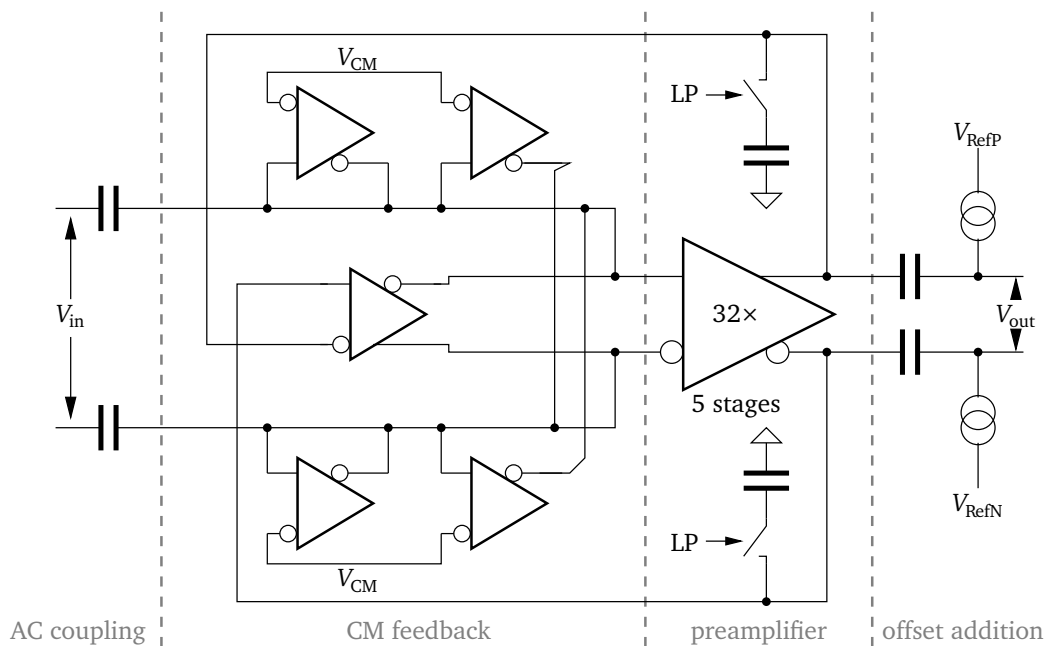 V_CM
LP
V_RefP
V_in
32×
V_out
5 stages
LP
V_RefN
V_CM
AC coupling
CM feedback
preamplifier
offset addition